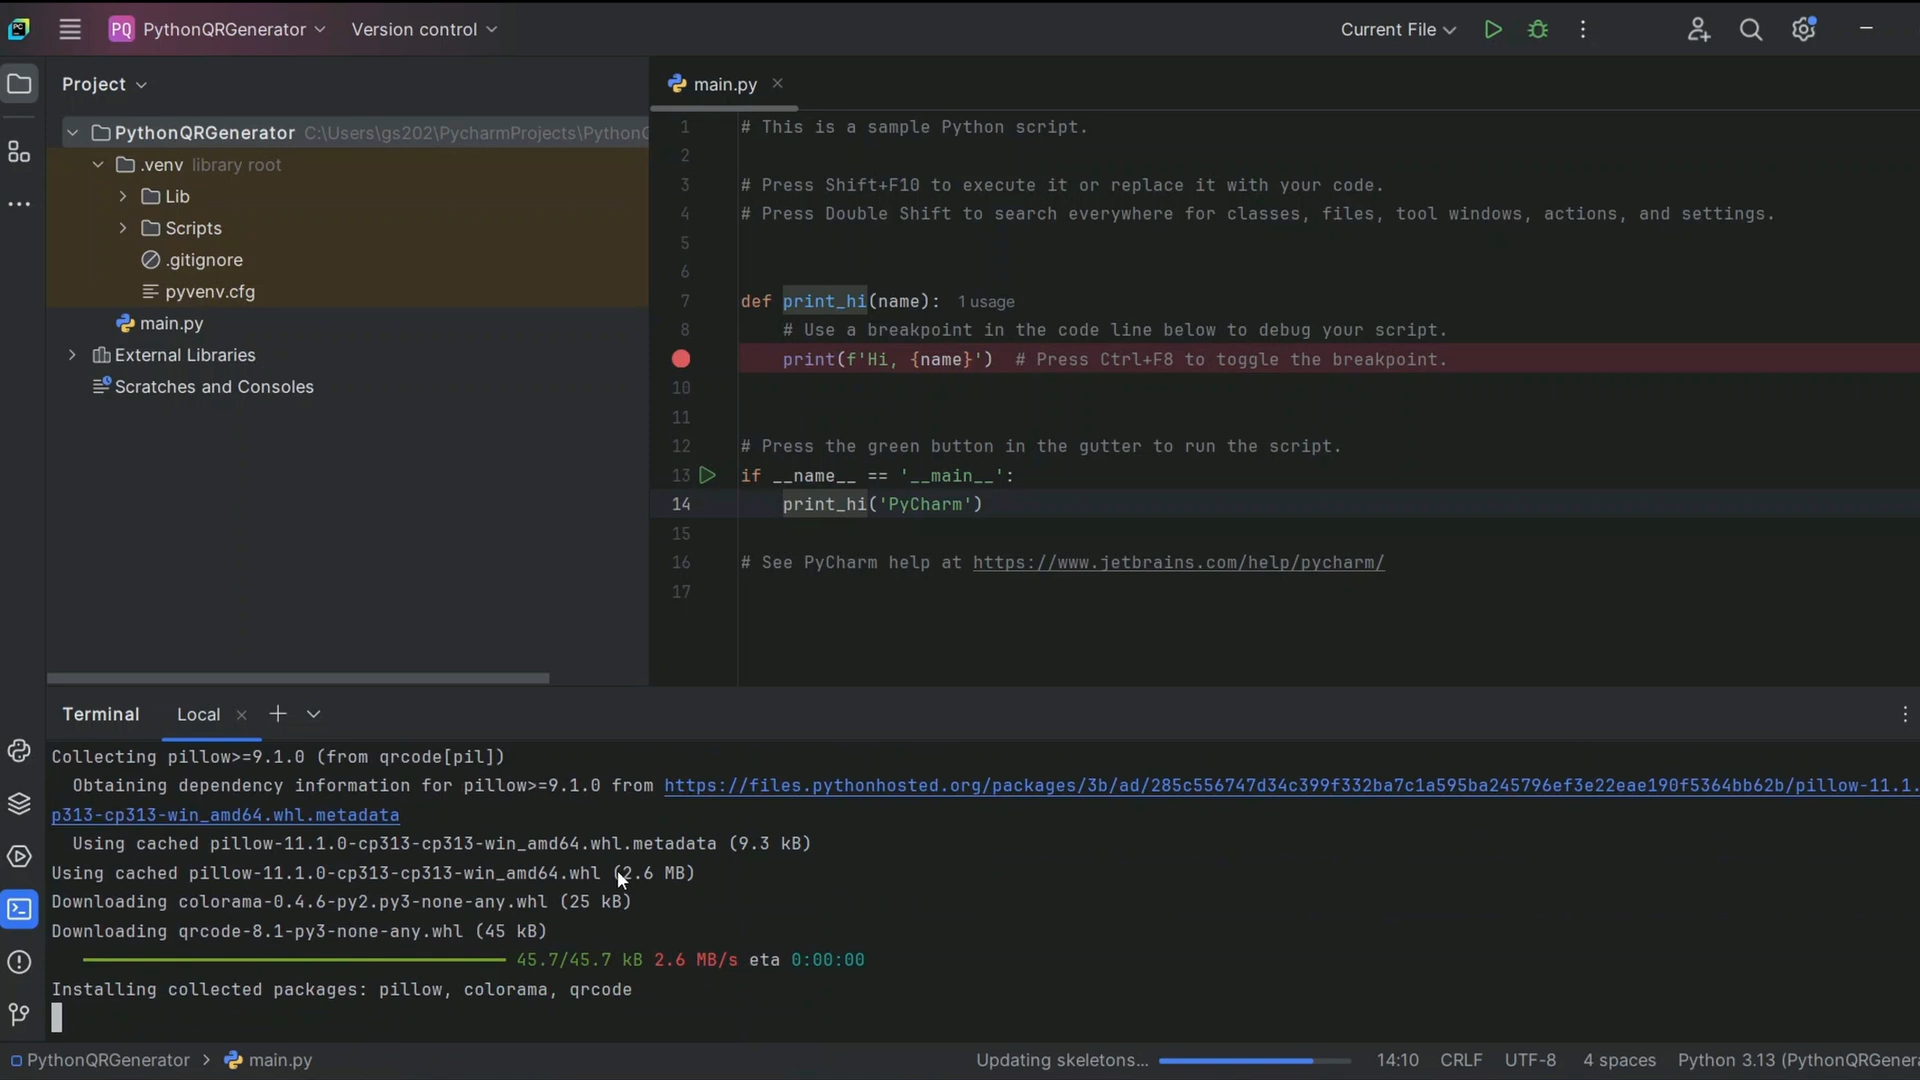 PQ PythonQRGenerator Version control Current File
Project
PythonQRGenerator C:\Users\gs202\PycharmProjects\Python
.venv library root
Lib
Scripts
.gitignore
pyvenv.cfg
main.py
External Libraries
Scratches and Consoles
main.py
1 # This is a sample Python script.
2
3 # Press Shift+F10 to execute it or replace it with your code.
4 # Press Double Shift to search everywhere for classes, files, tool windows, actions, and settings.
5
6
7 def print_hi(name): 1 usage
8 # Use a breakpoint in the code line below to debug your script.
print(f'Hi, {name}') # Press Ctrl+F8 to toggle the breakpoint.
10
11
12 # Press the green button in the gutter to run the script.
13 if __name__ == '__main__':
14 print_hi('PyCharm')
15
16 # See PyCharm help at https://www.jetbrains.com/help/pycharm/
17
Terminal Local
Collecting pillow>=9.1.0 (from qrcode[pil])
Obtaining dependency information for pillow>=9.1.0 from https://files.pythonhosted.org/packages/3b/ad/285c556747d34c399f332ba7c1a595ba245796ef3e22eae190f5364bb62b/pillow-11.1.
p313-cp313-win_amd64.whl.metadata
Using cached pillow-11.1.0-cp313-cp313-win_amd64.whl.metadata (9.3 kB)
Using cached pillow-11.1.0-cp313-cp313-win_amd64.whl (2.6 MB)
Downloading colorama-0.4.6-py2.py3-none-any.whl (25 kB)
Downloading qrcode-8.1-py3-none-any.whl (45 kB)
45.7/45.7 kB 2.6 MB/s eta 0:00:00
Installing collected packages: pillow, colorama, qrcode
PythonQRGenerator > main.py Updating skeletons... 14:10 CRLF UTF-8 4 spaces Python 3.13 (PythonQRGener